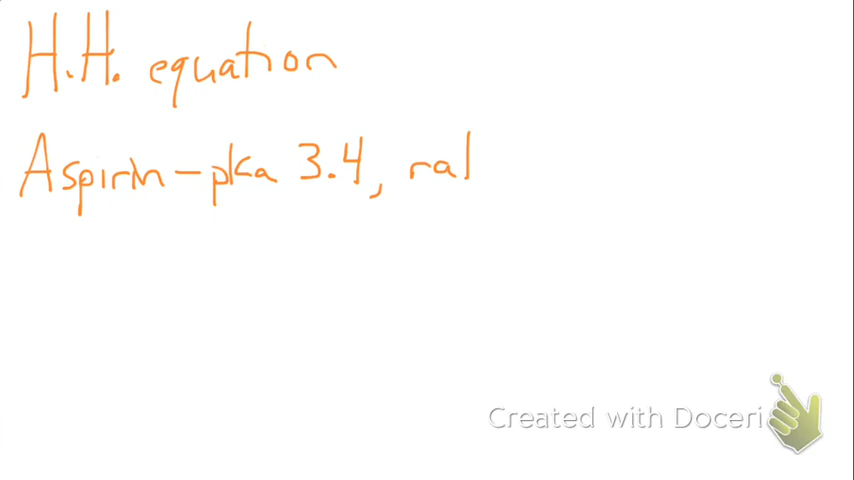 H.H. equation
Aspirin - pka 3.4, ral
Created with Doceri